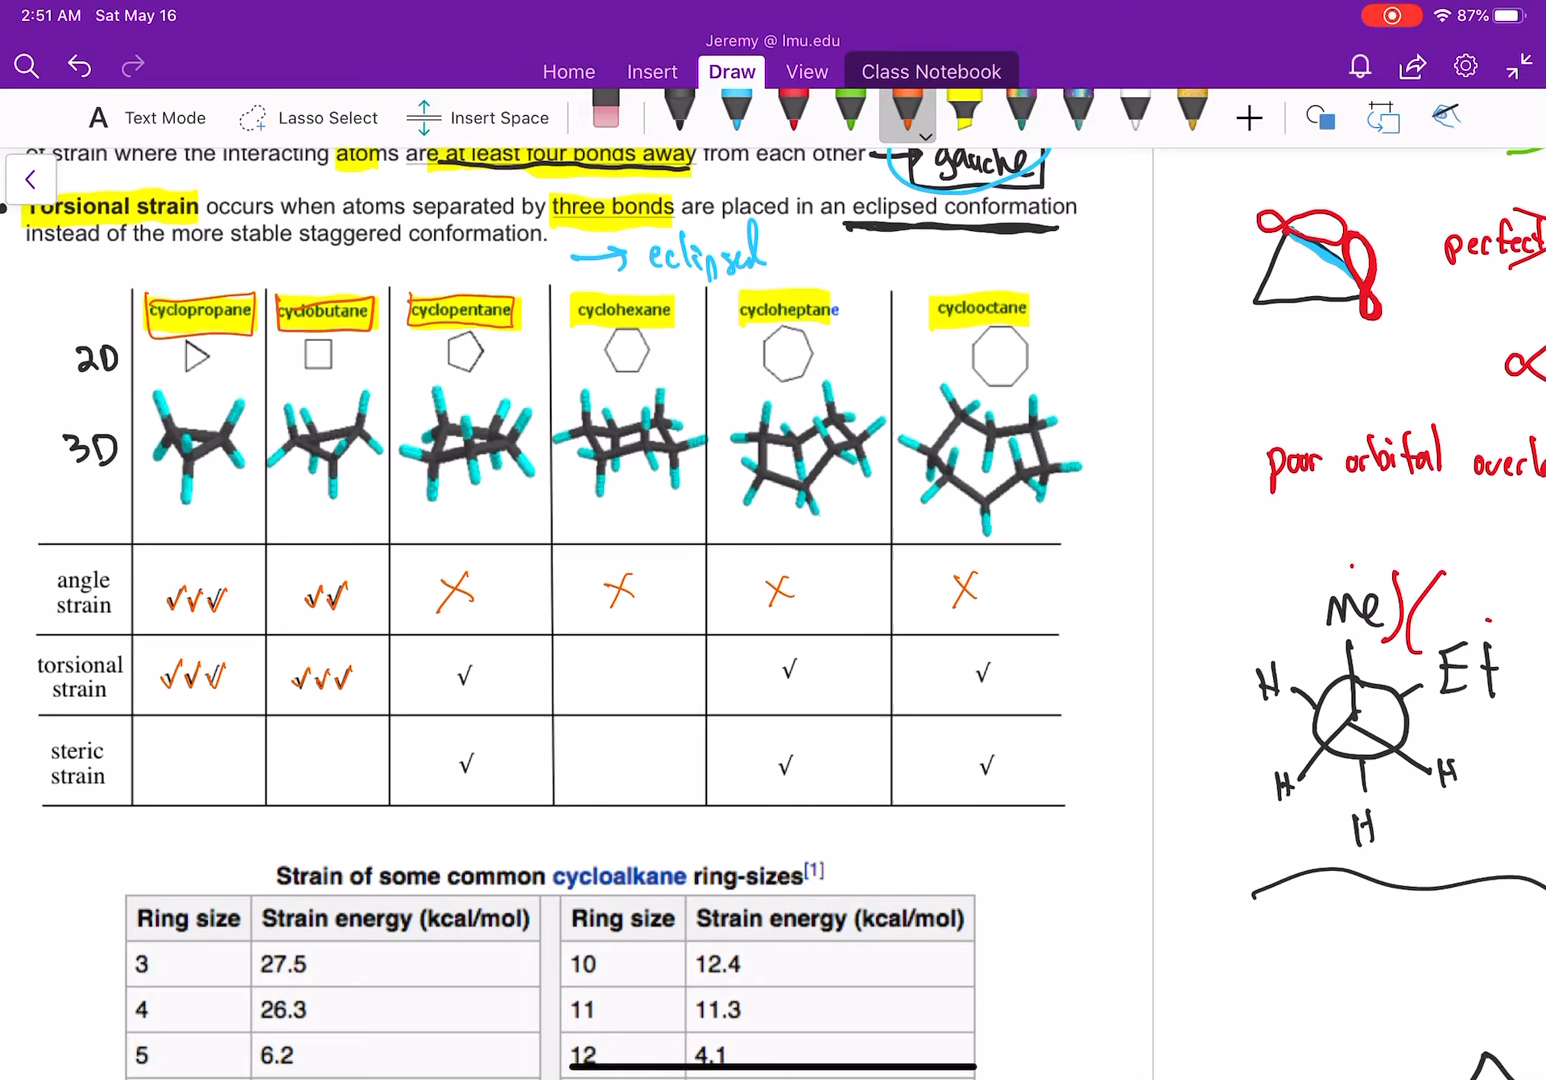 2:51 AM Sat May 16
87%
Jeremy @ lmu.edu
Home Insert Draw View Class Notebook
A Text Mode Lasso Select Insert Space
of strain where the interacting atoms are at least four bonds away from each other → gauche
Torsional strain occurs when atoms separated by three bonds are placed in an eclipsed conformation
instead of the more stable staggered conformation.
→ eclipsed
cyclopropane cyclobutane cyclopentane cyclohexane cycloheptane cyclooctane
2D
3D
angle
strain
✓✓✓ ✓✓ X X X X
torsional
strain
✓✓✓ ✓✓✓ √ √ √
steric
strain
√ √ √
Strain of some common cycloalkane ring-sizes[1]
Ring size Strain energy (kcal/mol) Ring size Strain energy (kcal/mol)
3 27.5 10 12.4
4 26.3 11 11.3
5 6.2 12 4.1
perfect
poor orbital
me
H Et
H H
H